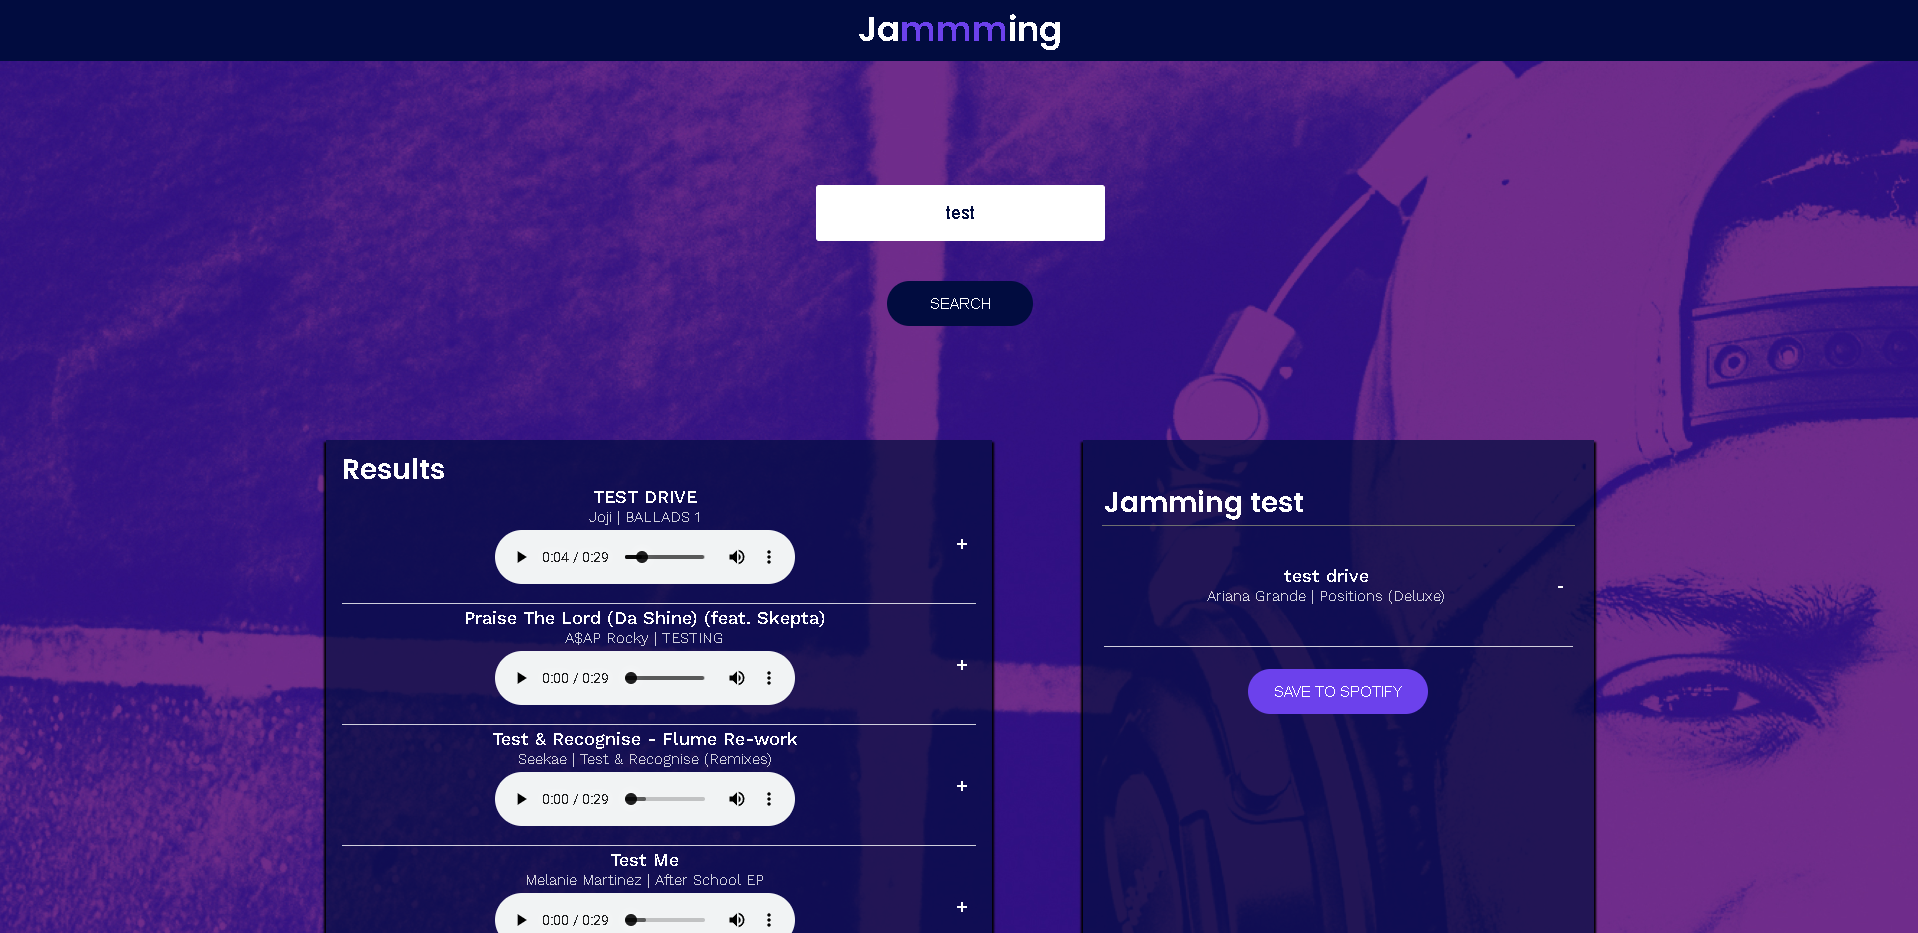 Jammming
test
SEARCH
Results
TEST DRIVE
Joji | BALLADS 1
0:04 / 0:29
+
Praise The Lord (Da Shine) (feat. Skepta)
A$AP Rocky | TESTING
0:00 / 0:29
+
Test & Recognise - Flume Re-work
Seekae | Test & Recognise (Remixes)
0:00 / 0:29
+
Test Me
Melanie Martinez | After School EP
0:00 / 0:29
+
Jamming test
test drive
Ariana Grande | Positions (Deluxe)
-
SAVE TO SPOTIFY